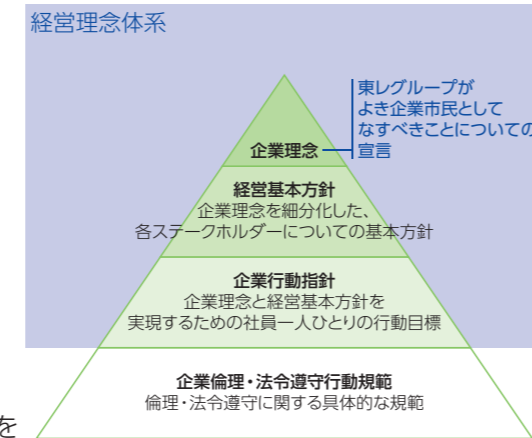 経営理念体系
東レグループが
よき企業市民として
なすべきことについての
宣言
企業理念
経営基本方針
企業理念を細分化した、
各ステークホルダーについての基本方針
企業行動指針
企業理念と経営基本方針を
実現するための社員一人ひとりの行動目標
企業倫理・法令遵守行動規範
倫理・法令遵守に関する具体的な規範
を